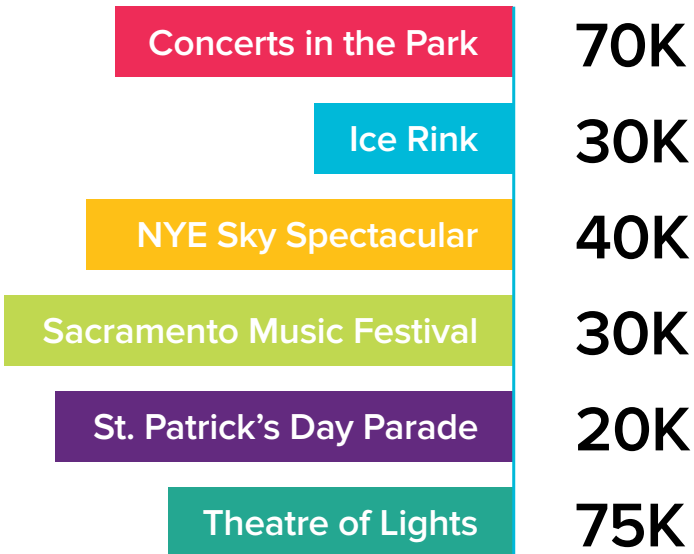 Concerts in the Park 70K
Ice Rink 30K
NYE Sky Spectacular 40K
Sacramento Music Festival 30K
St. Patrick’s Day Parade 20K
Theatre of Lights 75K